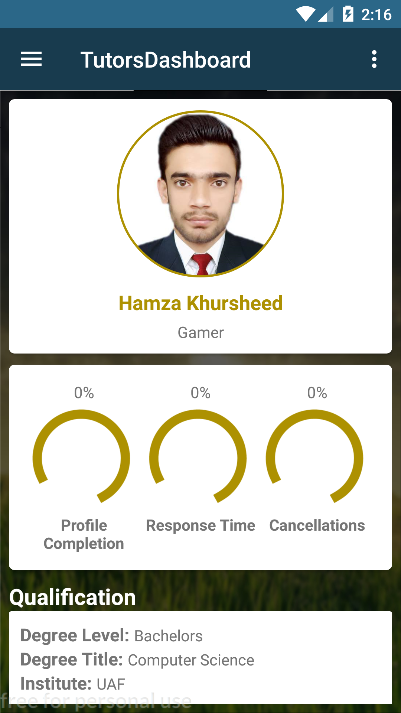 2:16
TutorsDashboard
Hamza Khursheed
Gamer
0% 0% 0%
Profile Completion Response Time Cancellations
Qualification
Degree Level: Bachelors
Degree Title: Computer Science
Institute: UAF
free for personal use